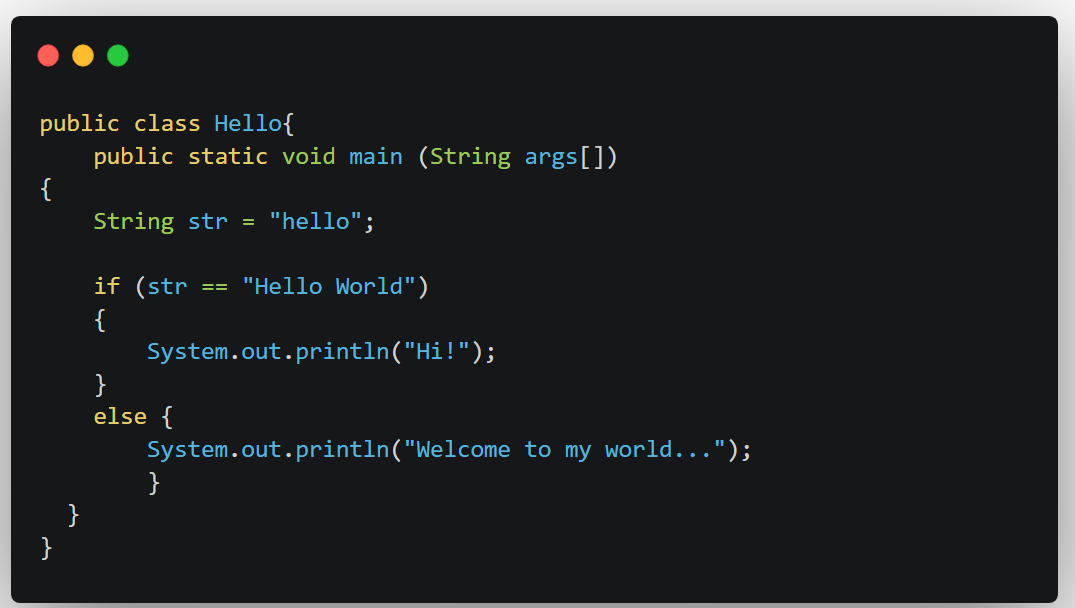 public class Hello{
    public static void main (String args[])
{
    String str = "hello";

    if (str == "Hello World")
    {
        System.out.println("Hi!");
    }
    else {
        System.out.println("Welcome to my world...");
        }
  }
}